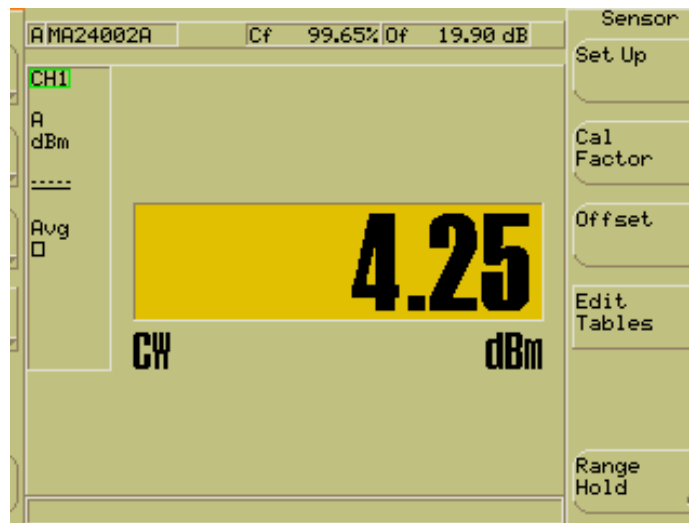 A MA24002A Cf 99.65% Of 19.90 dB
Sensor
Set Up
CH1
A
dBm
-----
Avg
Cal
Factor
Offset
4.25
CW dBm
Edit
Tables
Range
Hold